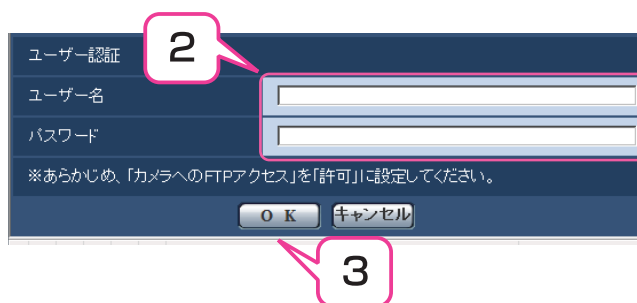 2
ユーザー認証
ユーザー名
パスワード
※あらかじめ、「カメラへのFTPアクセス」を「許可」に設定してください。
OK キャンセル
3